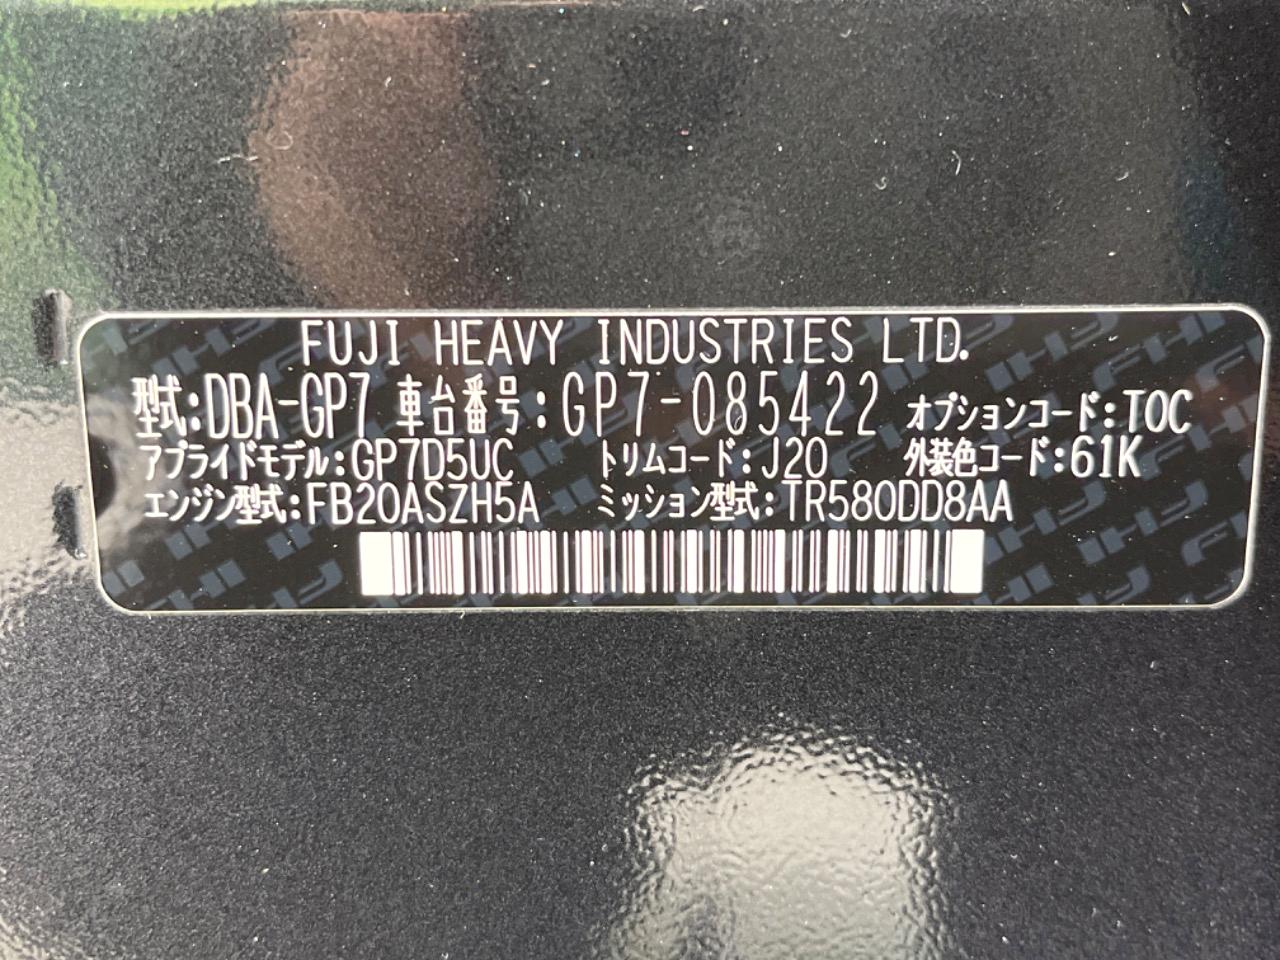 FUJI HEAVY INDUSTRIES LTD.
型式:DBA-GP7 車台番号:GP7-085422 オプションコード:TOC
アプライドモデル:GP7D5UC トリムコード:J20 外装色コード:61K
エンジン型式:FB20ASZH5A ミッション型式:TR580DD8AA